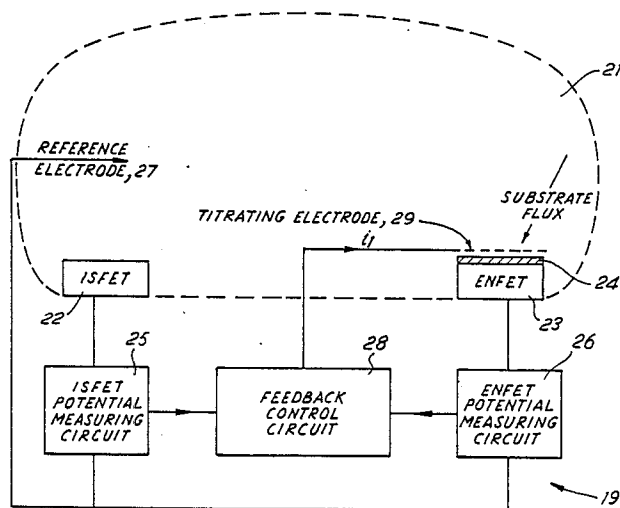 21
REFERENCE
ELECTRODE, 27
SUBSTRATE
FLUX
TITRATING ELECTRODE, 29
i1
ISFET
ENFET
24
22
23
25
28
26
ISFET
POTENTIAL
MEASURING
CIRCUIT
FEEDBACK
CONTROL
CIRCUIT
ENFET
POTENTIAL
MEASURING
CIRCUIT
19